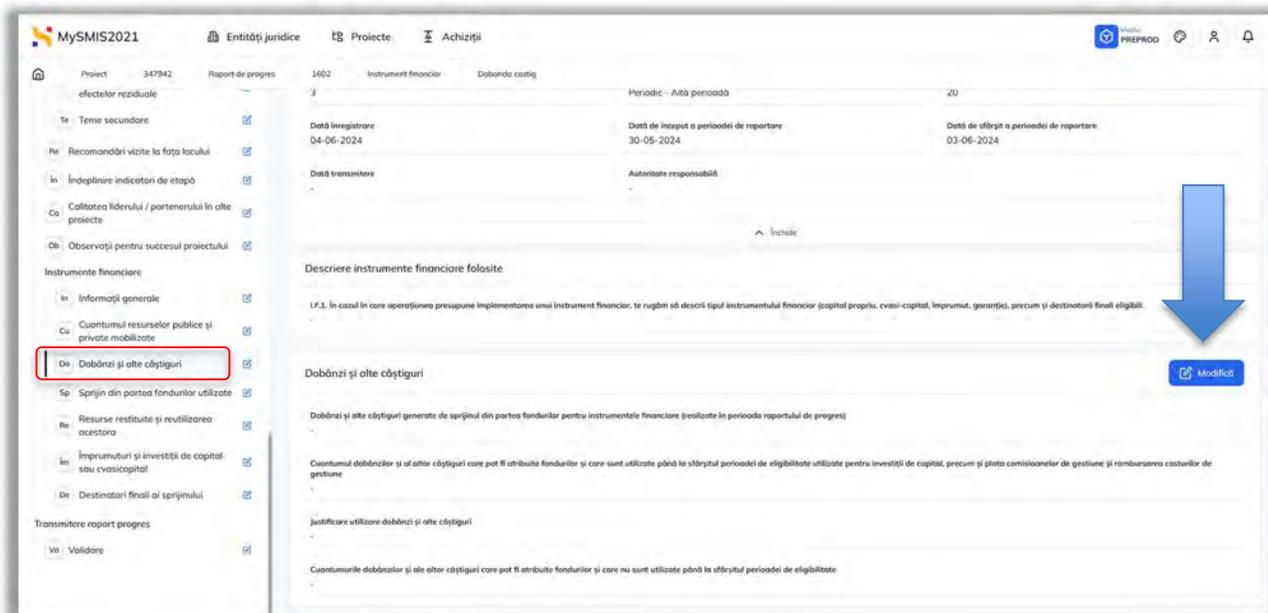 MySMIS2021
Entități juridice
Proiecte
Achiziții
Mediu
PREPROD
Proiect
347942
Raport de progres
1602
Instrument financiar
Dobanda castig
efectelor reziduale
Te Teme secundare
Re Recomandări vizite la fața locului
În Îndeplinire indicatori de etapă
Ca Calitatea liderului / partenerului în alte
proiecte
Ob Observații pentru succesul proiectului
Instrumente financiare
In Informații generale
Cu Cuantumul resurselor publice și
private mobilizate
Do Dobânzi și alte câștiguri
Sp Sprijin din partea fondurilor utilizate
Re Resurse restituite și reutilizarea
acestora
Îm Împrumuturi și investiții de capital
sau cvasicapital
De Destinatari finali ai sprijinului
Transmitere raport progres
Va Validare
3
Periodic - Altă perioadă
20
Dată înregistrare
Dată de început a perioadei de raportare
Dată de sfârșit a perioadei de raportare
04-06-2024
30-05-2024
03-06-2024
Dată transmitere
Autoritate responsabilă
-
-
Închide
Descriere instrumente financiare folosite
I.F.1. În cazul în care operațiunea presupune implementarea unui instrument financiar, te rugăm să descrii tipul instrumentului financiar (capital propriu, cvasi-capital, împrumut, garanție), precum și destinatarii finali eligibili.
-
Dobânzi și alte câștiguri
Modifică
Dobânzi și alte câștiguri generate de sprijinul din partea fondurilor pentru instrumentele financiare (realizate în perioada raportului de progres)
-
Cuantumul dobânzilor și al altor câștiguri care pot fi atribuite fondurilor și care sunt utilizate până la sfârșitul perioadei de eligibilitate utilizate pentru investiții de capital, precum și plata comisioanelor de gestiune și rambursarea costurilor de
gestiune
-
Justificare utilizare dobânzi și alte câștiguri
-
Cuantumurile dobânzilor și ale altor câștiguri care pot fi atribuite fondurilor și care nu sunt utilizate până la sfârșitul perioadei de eligibilitate
-